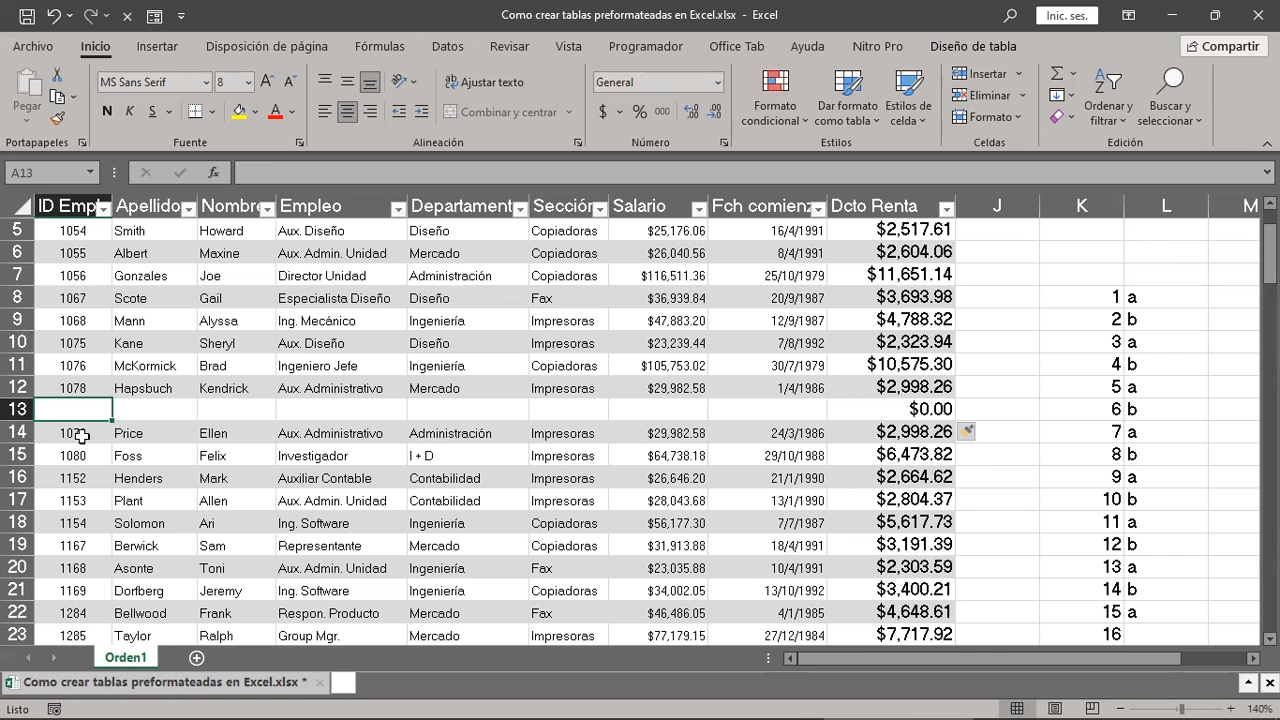 Como crear tablas preformateadas en Excel.xlsx - Excel
Inic. ses.
Archivo Inicio Insertar Disposición de página Fórmulas Datos Revisar Vista Programador Office Tab Ayuda Nitro Pro Diseño de tabla Compartir
Pegar
MS Sans Serif 8
N K S
Ajustar texto
Combinar y centrar
General
$ % 000
Formato condicional
Dar formato como tabla
Estilos de celda
Insertar
Eliminar
Formato
Ordenar y filtrar
Buscar y seleccionar
Portapapeles Fuente Alineación Número Estilos Celdas Edición
A13 fx
ID Empl Apellido Nombre Empleo Departament Sección Salario Fch comienz Dcto Renta J K L M
5 1054 Smith Howard Aux. Diseño Diseño Copiadoras $25,176.06 16/4/1991 $2,517.61
6 1055 Albert Maxine Aux. Admin. Unidad Mercado Copiadoras $26,040.56 8/4/1991 $2,604.06
7 1056 Gonzales Joe Director Unidad Administración Copiadoras $116,511.36 25/10/1979 $11,651.14
8 1067 Scote Gail Especialista Diseño Diseño Fax $36,939.84 20/9/1987 $3,693.98 1 a
9 1068 Mann Alyssa Ing. Mecánico Ingeniería Impresoras $47,883.20 12/9/1987 $4,788.32 2 b
10 1075 Kane Sheryl Aux. Diseño Diseño Impresoras $23,239.44 7/8/1992 $2,323.94 3 a
11 1076 McKormick Brad Ingeniero Jefe Ingeniería Impresoras $105,753.02 30/7/1979 $10,575.30 4 b
12 1078 Hapsbuch Kendrick Aux. Administrativo Mercado Impresoras $29,982.58 1/4/1986 $2,998.26 5 a
13 $0.00 6 b
14 Price Ellen Aux. Administrativo Administración Impresoras $29,982.58 24/3/1986 $2,998.26 7 a
15 1080 Foss Felix Investigador I + D Impresoras $64,738.18 29/10/1988 $6,473.82 8 b
16 1152 Henders Mark Auxiliar Contable Contabilidad Impresoras $26,646.20 21/1/1990 $2,664.62 9 a
17 1153 Plant Allen Aux. Admin. Unidad Contabilidad Impresoras $28,043.68 13/1/1990 $2,804.37 10 b
18 1154 Solomon Ari Ing. Software Ingeniería Copiadoras $56,177.30 7/7/1987 $5,617.73 11 a
19 1167 Berwick Sam Representante Mercado Copiadoras $31,913.88 18/4/1991 $3,191.39 12 b
20 1168 Asonte Toni Aux. Admin. Unidad Ingeniería Fax $23,035.88 10/4/1991 $2,303.59 13 a
21 1169 Dorfberg Jeremy Ing. Software Ingeniería Copiadoras $34,002.05 13/10/1992 $3,400.21 14 b
22 1284 Bellwood Frank Respon. Producto Mercado Fax $46,486.05 4/1/1985 $4,648.61 15 a
23 1285 Taylor Ralph Group Mgr. Mercado Impresoras $77,179.15 27/12/1984 $7,717.92 16
Orden1
Como crear tablas preformateadas en Excel.xlsx *
Listo 140%